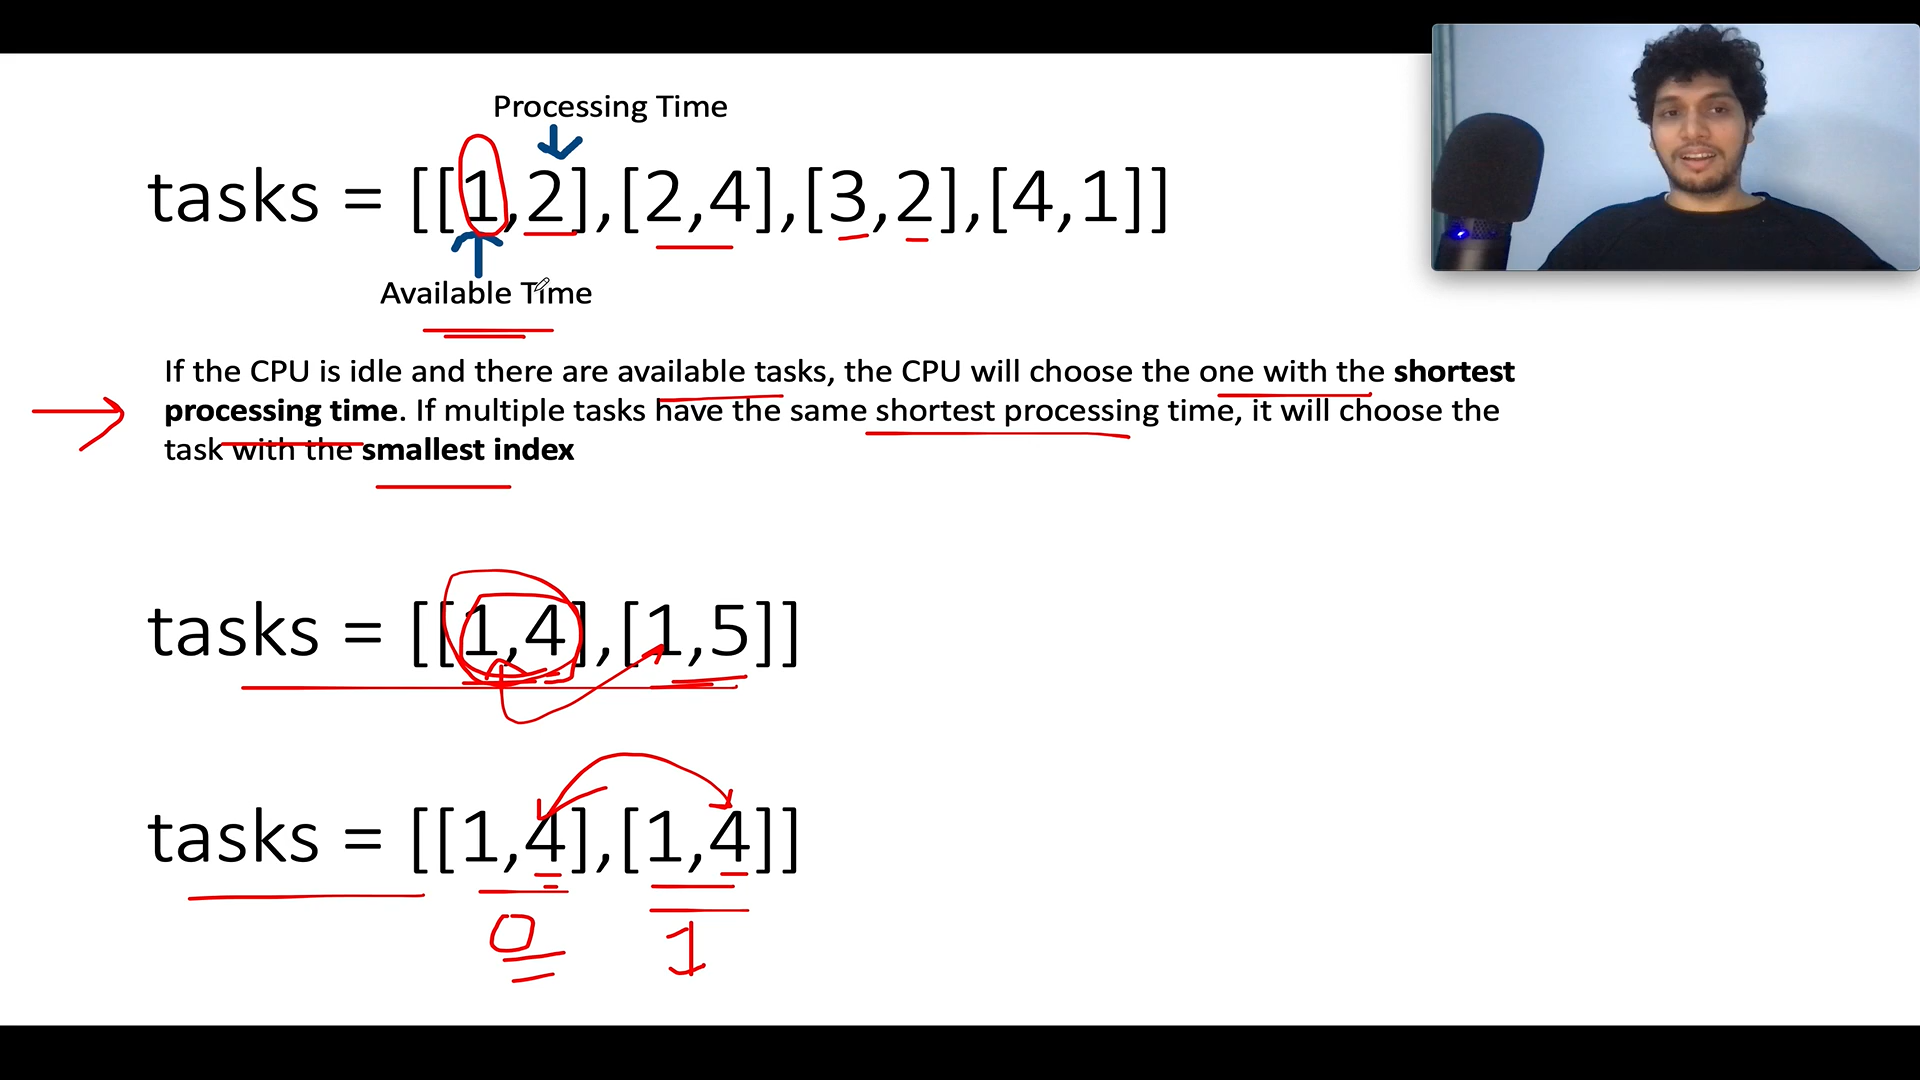 Processing Time
tasks = [[1,2],[2,4],[3,2],[4,1]]
Available Time
If the CPU is idle and there are available tasks, the CPU will choose the one with the shortest
processing time. If multiple tasks have the same shortest processing time, it will choose the
task with the smallest index
tasks = [[1,4],[1,5]]
tasks = [[1,4],[1,4]]
0 1